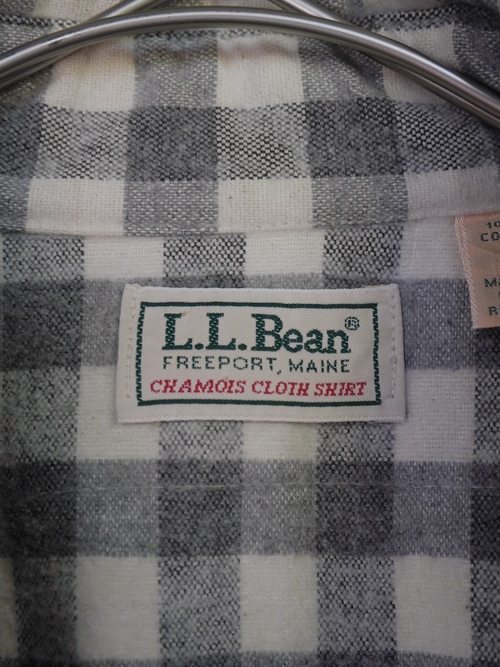 L.L.Bean®
FREEPORT, MAINE
CHAMOIS CLOTH SHIRT